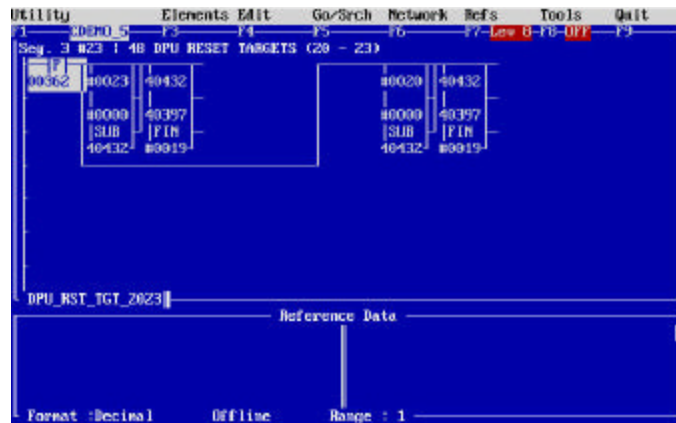 Utility Elements Edit Go/Srch Network Refs Tools Quit
F1 CDEMO_5 F3 F4 F5 F6 F7-Lev 8-F8-OFF F9
Seg. 3 #23 : 48 DPU RESET TARGETS (20 - 23)
P
00362 #0023 40432 #0020 40432
#0000 40397 #0000 40397
SUB FIN SUB FIN
40432 #0019 40432 #0019
DPU_RST_TGT_2023
Reference Data
Format :Decimal Offline Range : 1